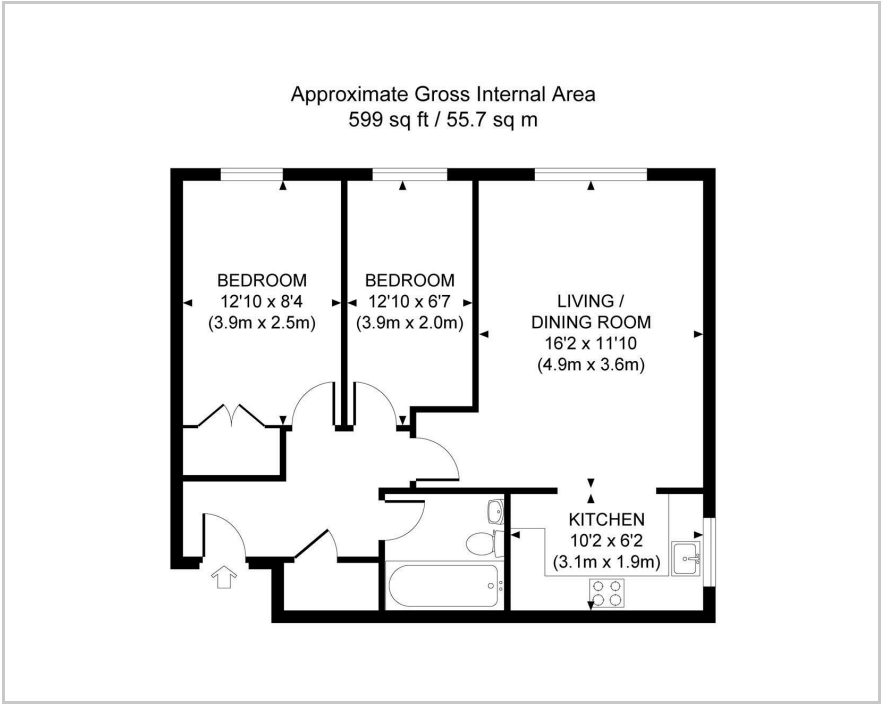 Approximate Gross Internal Area
599 sq ft / 55.7 sq m
BEDROOM
12'10 x 8'4
(3.9m x 2.5m)
BEDROOM
12'10 x 6'7
(3.9m x 2.0m)
LIVING /
DINING ROOM
16'2 x 11'10
(4.9m x 3.6m)
KITCHEN
10'2 x 6'2
(3.1m x 1.9m)